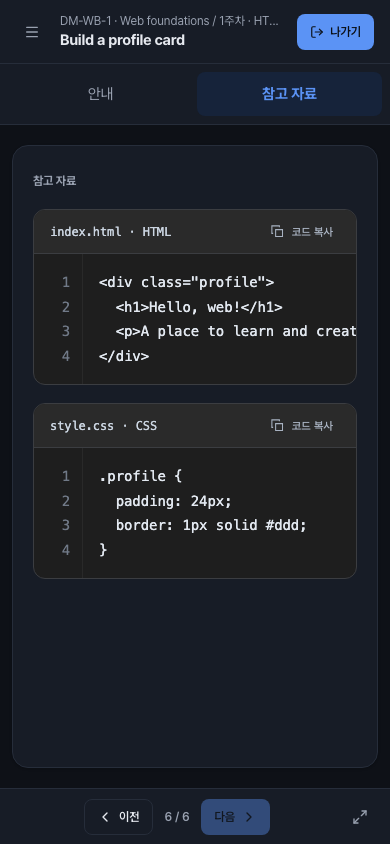 DM-WB-1 · Web foundations / 1주차 · HT...
Build a profile card
나가기
안내
참고 자료
참고 자료
index.html · HTML
코드 복사
1 <div class="profile">
2 <h1>Hello, web!</h1>
3 <p>A place to learn and creat
4 </div>
style.css · CSS
코드 복사
1 .profile {
2 padding: 24px;
3 border: 1px solid #ddd;
4 }
이전
6 / 6
다음